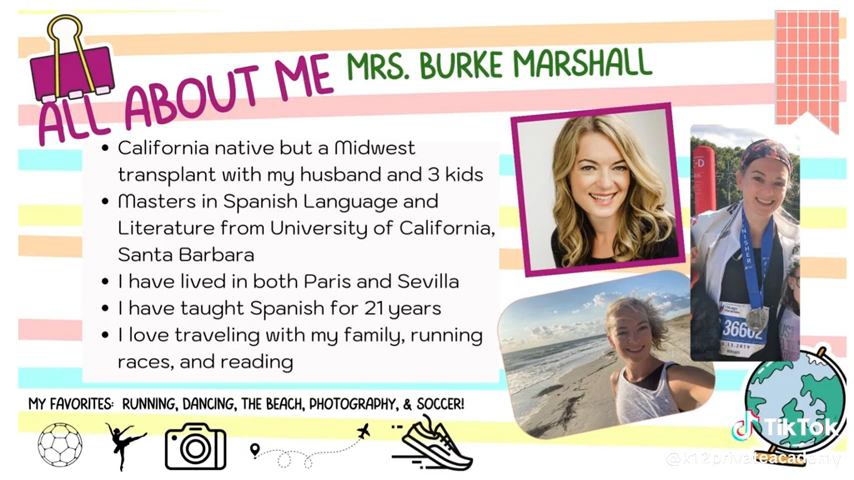 ALL ABOUT ME
MRS. BURKE MARSHALL
• California native but a Midwest
transplant with my husband and 3 kids
• Masters in Spanish Language and
Literature from University of California,
Santa Barbara
• I have lived in both Paris and Sevilla
• I have taught Spanish for 21 years
• I love traveling with my family, running
races, and reading
MY FAVORITES: RUNNING, DANCING, THE BEACH, PHOTOGRAPHY, & SOCCER!
FINISHER
36662
TikTok
@k12privateacademy